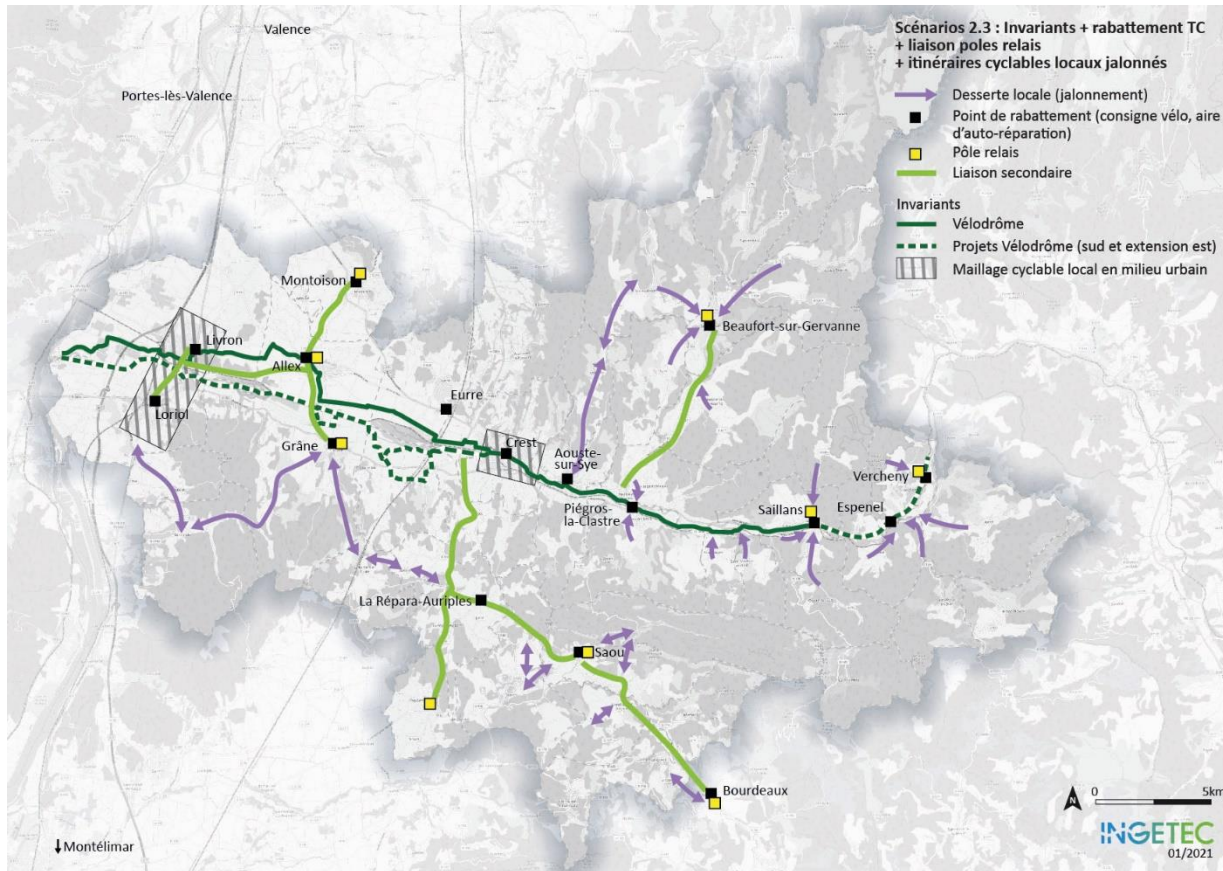 Valence
Portes-lès-Valence
Scénarios 2.3 : Invariants + rabattement TC
+ liaison poles relais
+ itinéraires cyclables locaux jalonnés
Desserte locale (jalonnement)
Point de rabattement (consigne vélo, aire
d'auto-réparation)
Pôle relais
Liaison secondaire
Invariants
Vélodrôme
Projets Vélodrôme (sud et extension est)
Maillage cyclable local en milieu urbain
Montoison
Beaufort-sur-Gervanne
Livron
Allex
Eurre
Loriol
Grâne
Crest
Aouste-
sur-Sye
Vercheny
Piégros-
la-Clastre
Saillans
Espenel
La Répara-Auriples
Saou
Bourdeaux
N
0
5km
INGETEC
01/2021
Montélimar